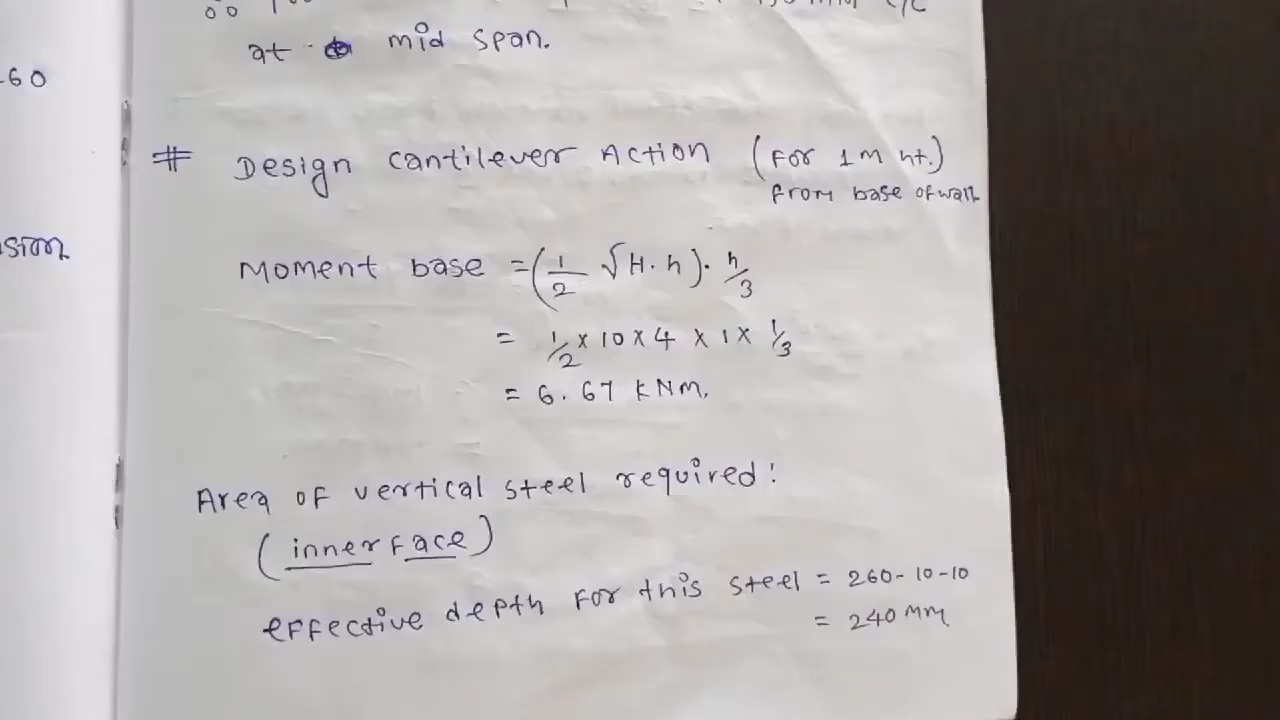 at mid span.
60
# Design cantilever Action (for 1m ht.)
from base of wall
Moment base = (1/2 √H.h). h/3
= 1/2 x 10 x 4 x 1 x 1/3
= 6.67 kNm.
Area of vertical steel required:
(inner face)
effective depth for this steel = 260-10-10
= 240 mm